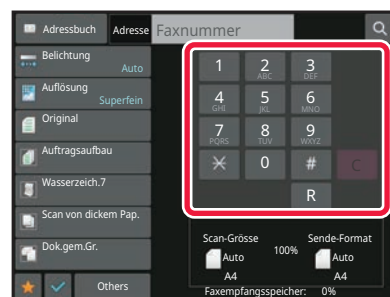 Adressbuch Adresse Faxnummer
Belichtung
Auto
Auflösung
Superfein
Original
Auftragsaufbau
Wasserzeich.7
Scan von dickem Pap.
Dok.gem.Gr.
Others
1 2 3
ABC DEF
4 5 6
GHI JKL MNO
7 8 9
PQRS TUV WXYZ
0 # C
R
Scan-Grösse Sende-Format
Auto 100% Auto
A4 A4
Faxempfangsspeicher: 0%